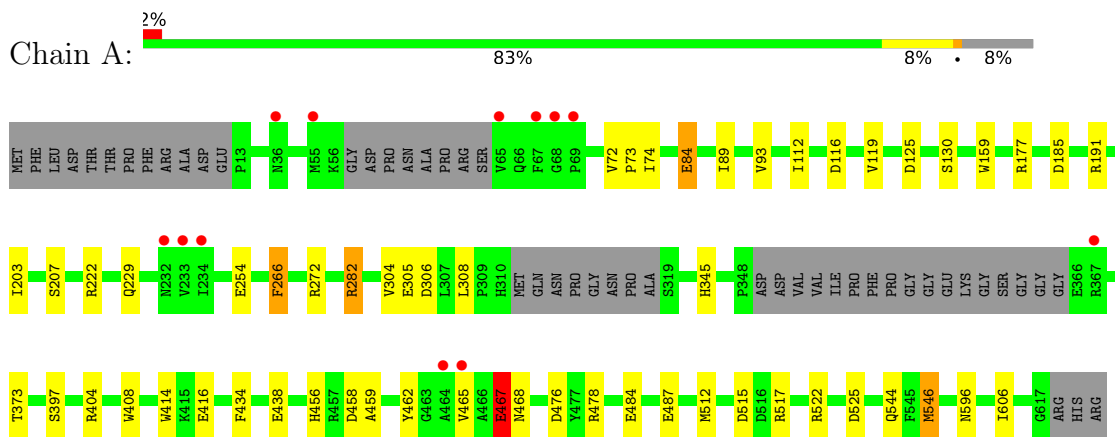 2%
Chain A:
83% 8% • 8%
MET PHE LEU ASP THR THR PRO PHE ARG ALA ASP GLU P13 N36 M55 K56 GLY ASP PRO ASN ALA PRO ARG SER V65 Q66 F67 G68 P69 V72 P73 I74 E84 I89 V93 I112 D116 V119 D125 S130 W159 R177 D185 R191
I203 S207 R222 Q229 N232 V233 I234 E254 F266 R272 R282 V304 E305 D306 L307 L308 P309 H310 MET GLN ASN PRO GLY ASN PRO ALA S319 H345 P348 ASP ASP VAL VAL ILE PRO PHE PRO GLY GLY GLU LYS GLY SER GLY GLY GLY E366 R367
T373 S397 R404 W408 W414 K415 E416 F434 E438 H456 R457 D458 A459 Y462 G463 A464 V465 A466 E467 N468 D476 Y477 R478 E484 E487 M512 D515 D516 R517 R522 D525 Q544 F545 M546 N596 I606 G617 ARG HIS ARG